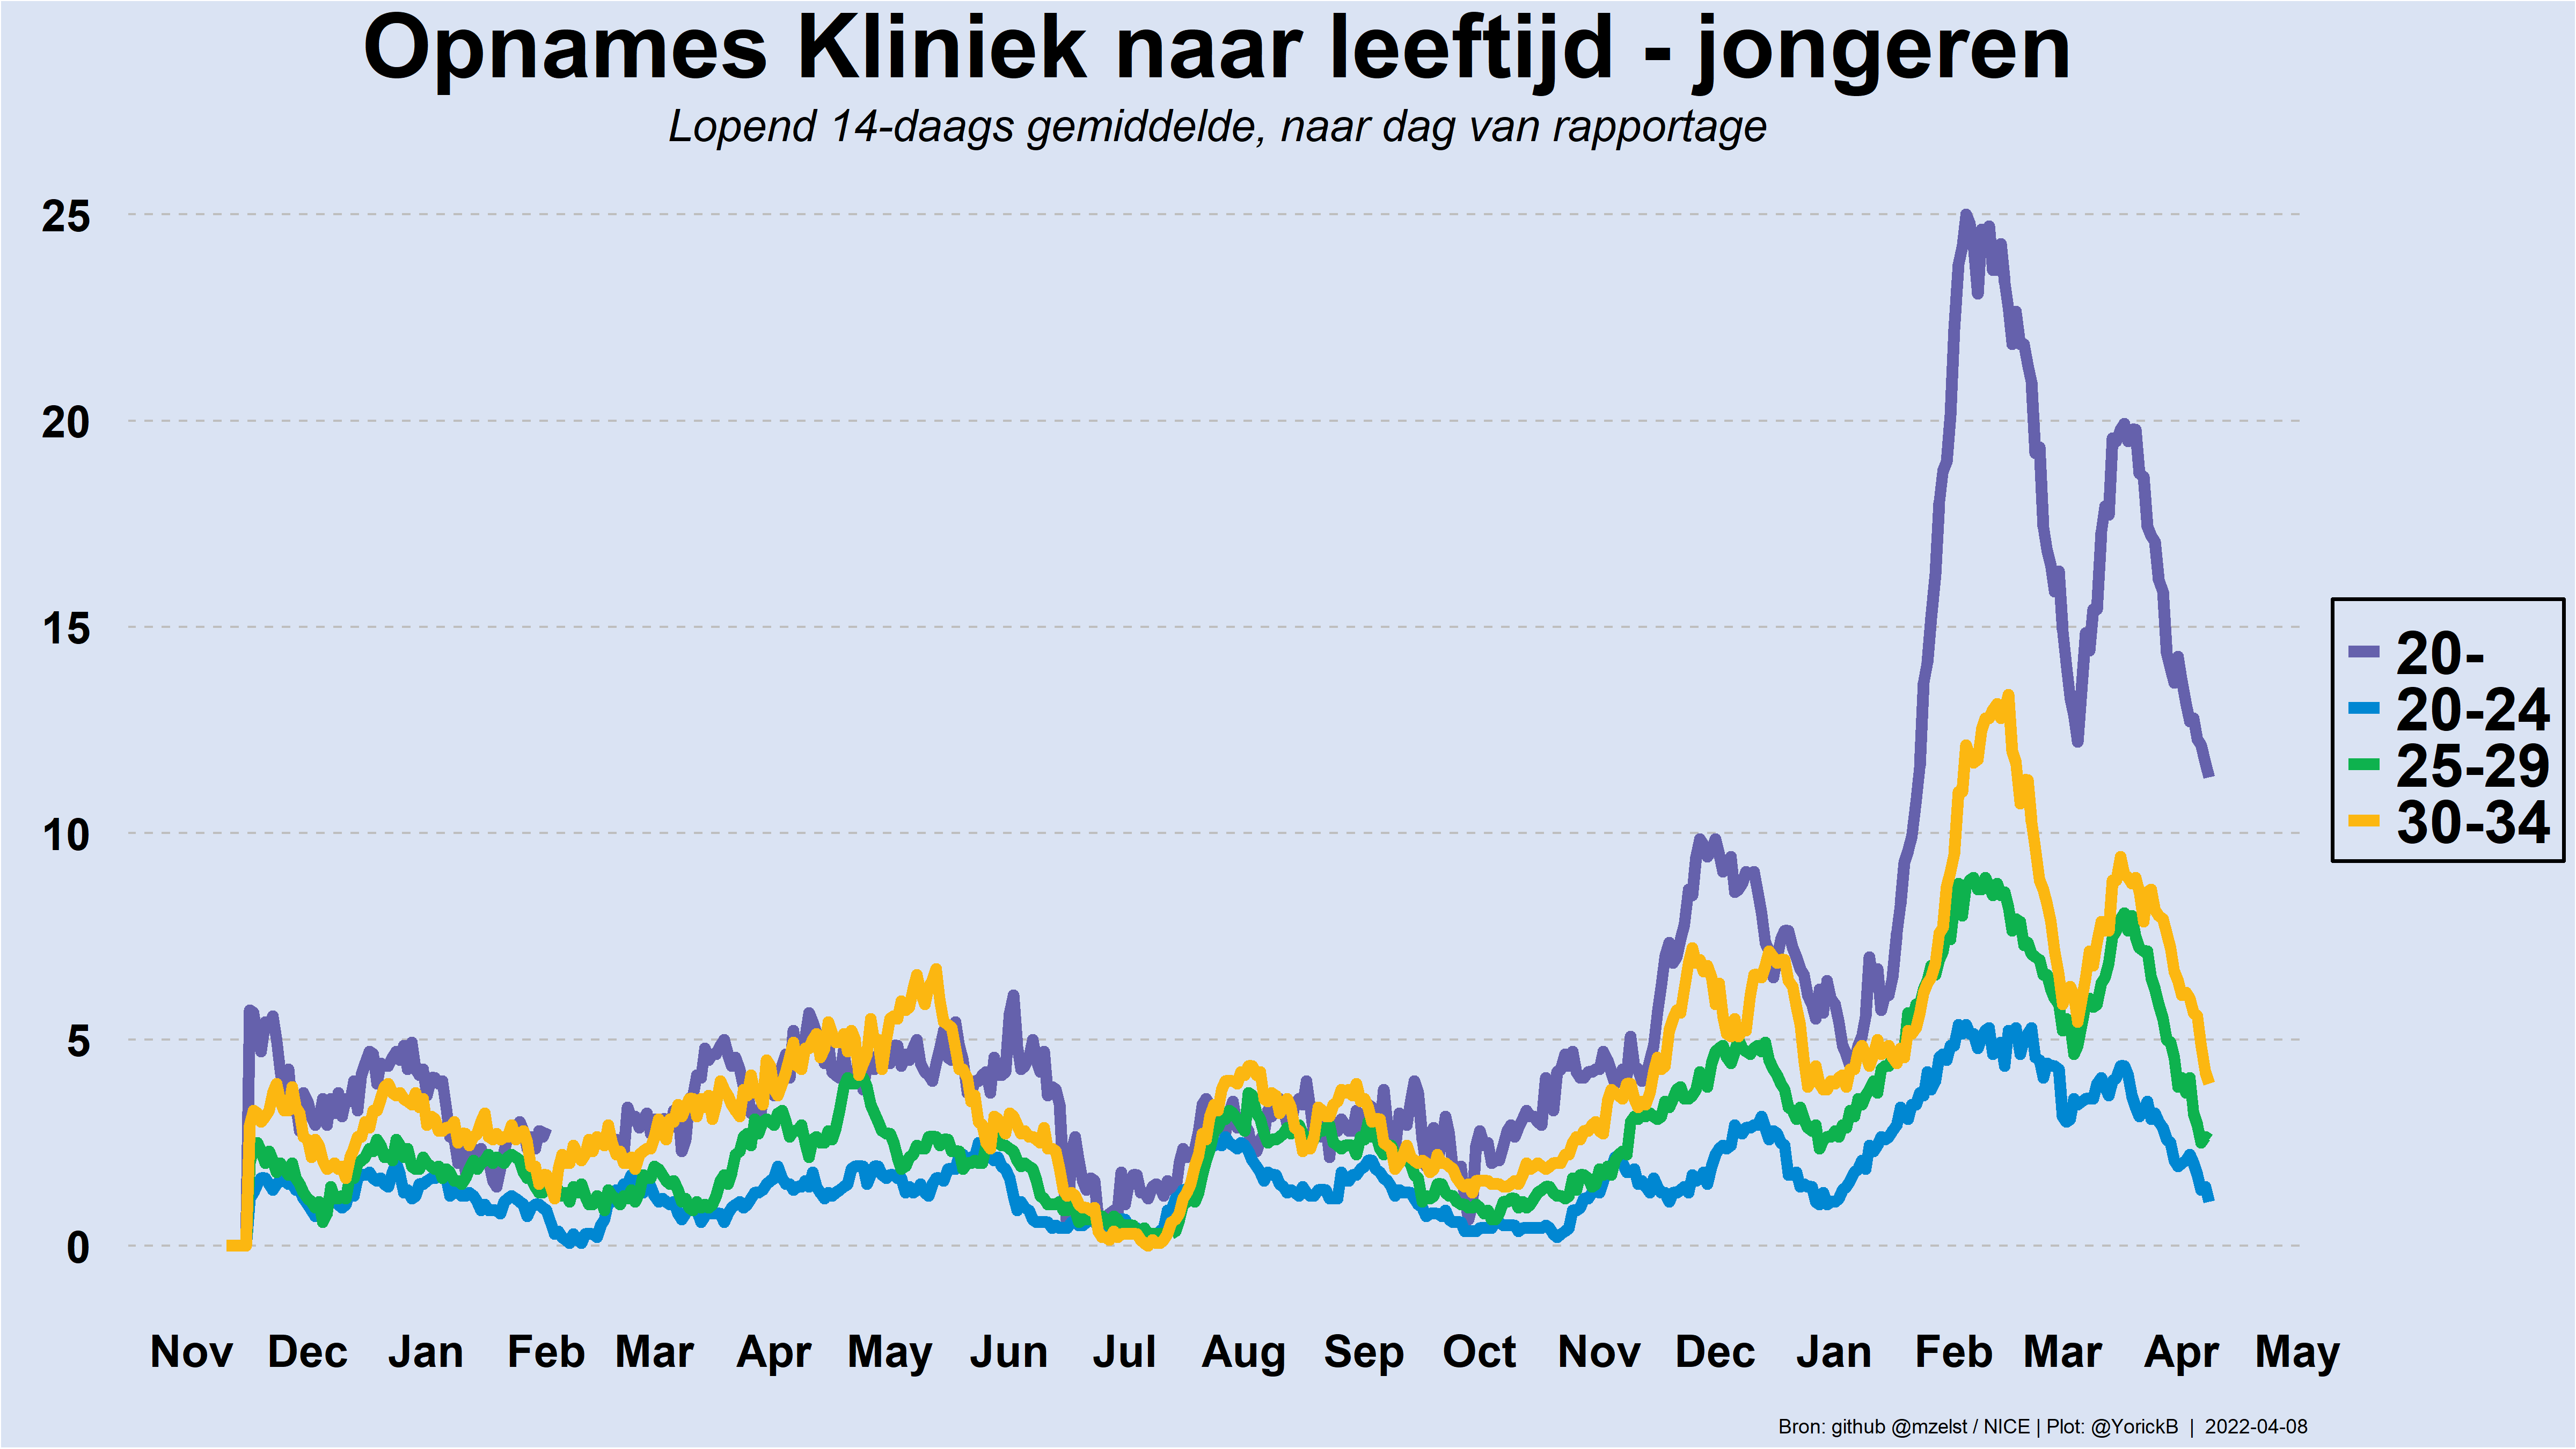 Opnames Kliniek naar leeftijd - jongeren
Lopend 14-daags gemiddelde, naar dag van rapportage
25
20
15
10
5
0
20-
20-24
25-29
30-34
Nov Dec Jan Feb Mar Apr May Jun Jul Aug Sep Oct Nov Dec Jan Feb Mar Apr May
Bron: github @mzelst / NICE | Plot: @YorickB | 2022-04-08